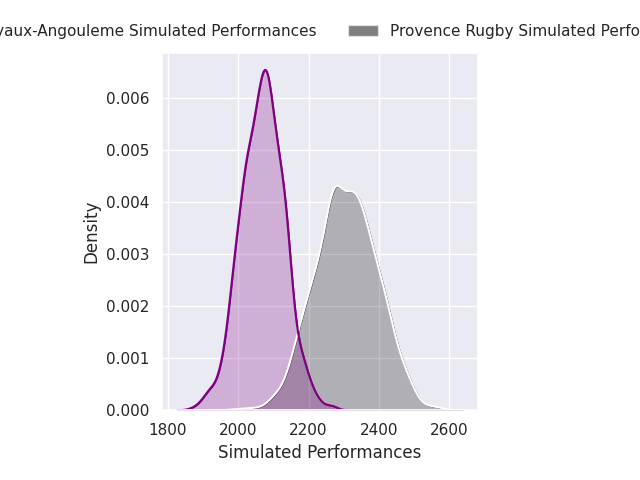 yaux-Angouleme Simulated Performances Provence Rugby Simulated Perfo
0.006
0.005
0.004
0.003
0.002
0.001
0.000
Density
1800 2000 2200 2400 2600
Simulated Performances